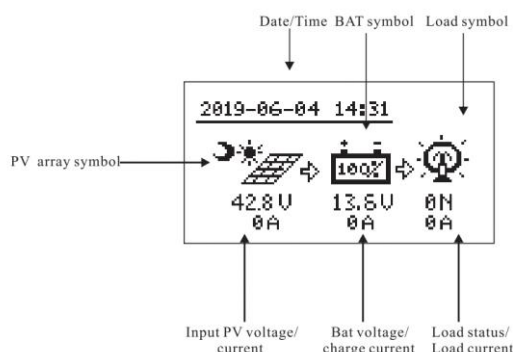 Date/Time BAT symbol Load symbol
2019-06-04 14:31
PV array symbol
100%
42.8V 13.6V 0N
0A 0A 0A
Input PV voltage/ Bat voltage/ Load status/
current charge current Load current